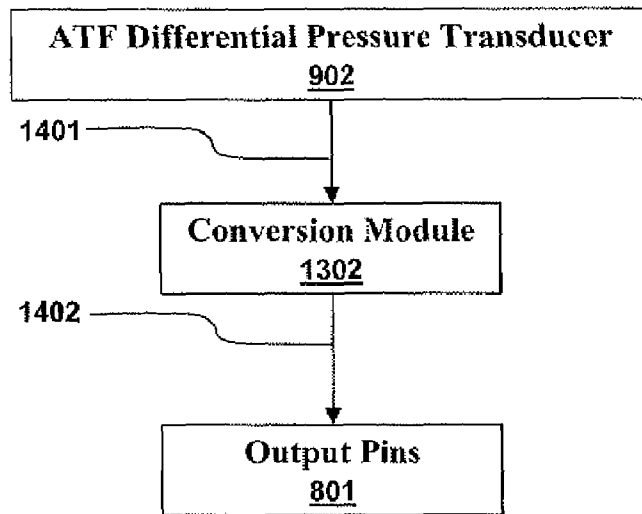 ATF Differential Pressure Transducer
902
1401
Conversion Module
1302
1402
Output Pins
801